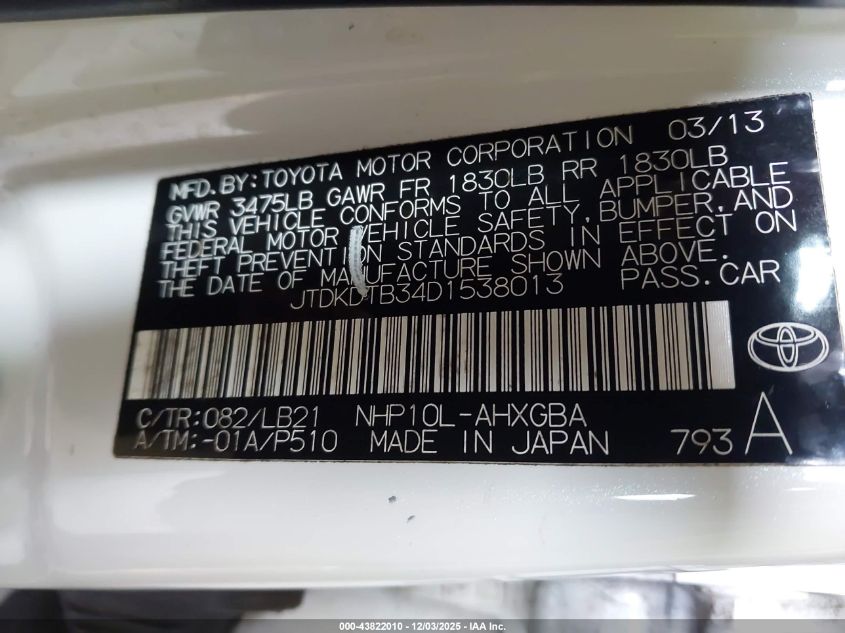 MFD. BY: TOYOTA MOTOR CORPORATION 03/13
GVWR 3475LB GAWR FR 1830LB RR 1830LB
THIS VEHICLE CONFORMS TO ALL APPLICABLE
FEDERAL MOTOR VEHICLE SAFETY, BUMPER, AND
THEFT PREVENTION STANDARDS IN EFFECT ON
THE DATE OF MANUFACTURE SHOWN ABOVE.
JTDKDTB34D1538013 PASS. CAR
C/TR:082/LB21 NHP10L-AHXGBA
A/TM:-01A/P510 MADE IN JAPAN 793 A
000-43822010 - 12/03/2025 - IAA Inc.